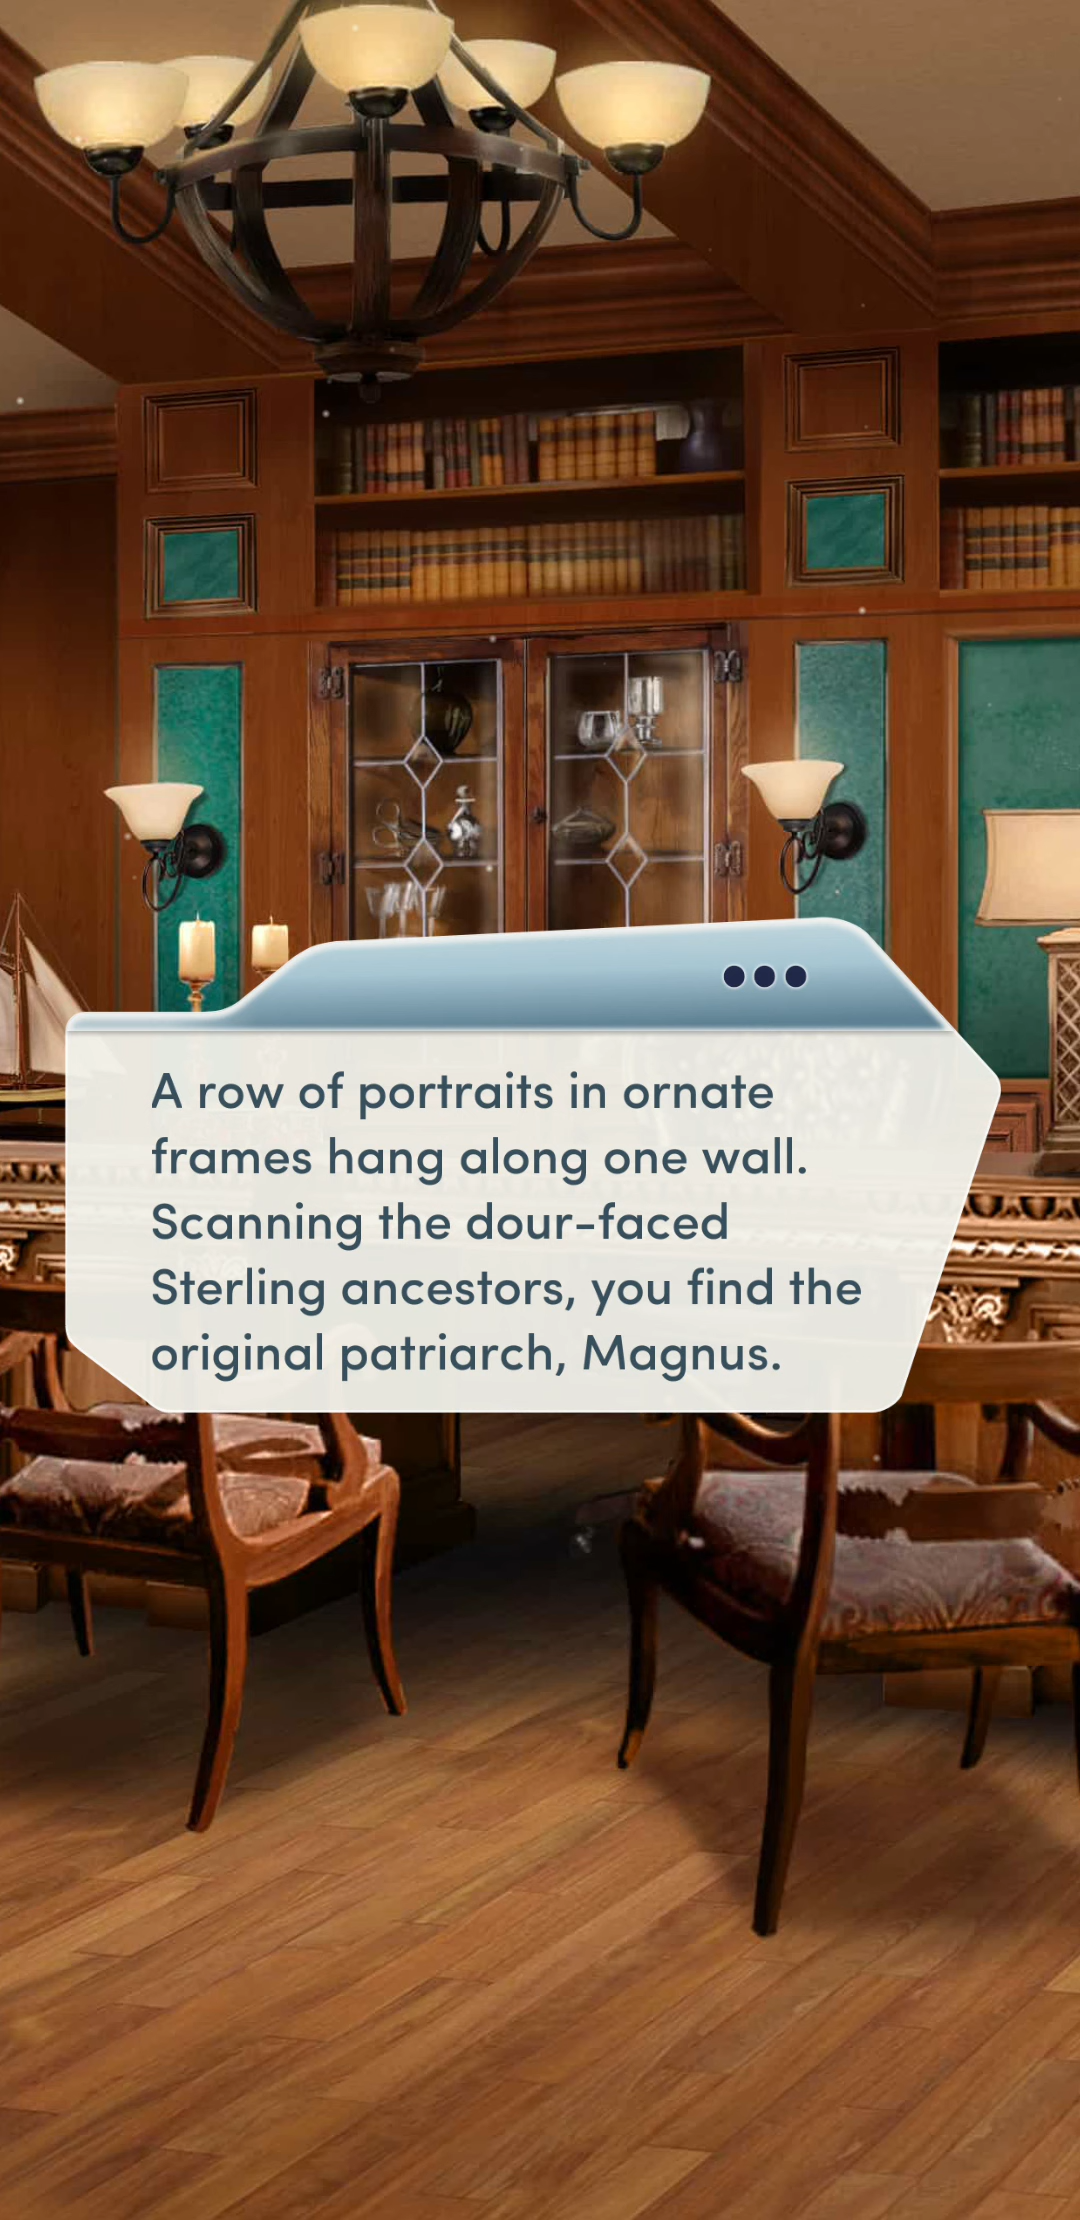 A row of portraits in ornate
frames hang along one wall.
Scanning the dour-faced
Sterling ancestors, you find the
original patriarch, Magnus.